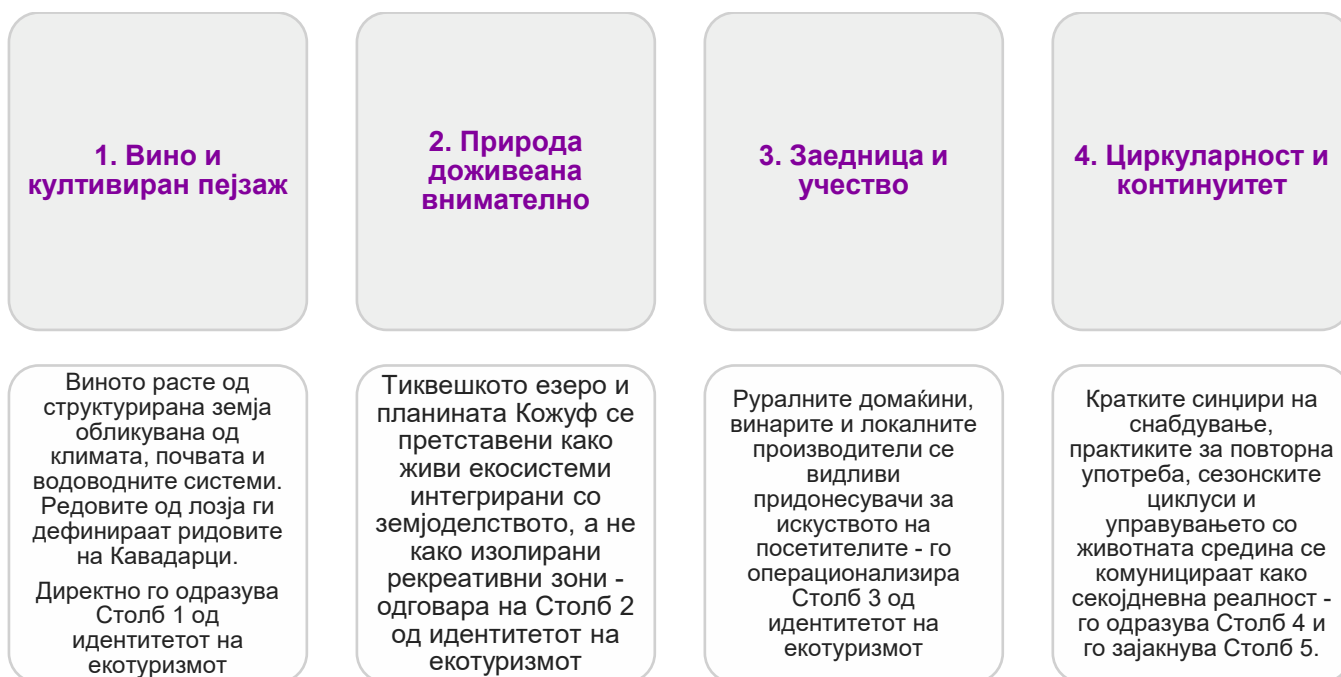 1. Вино и
култивиран пејзаж
2. Природа
доживеана
внимателно
3. Заедница и
учество
4. Циркуларност и
континуитет
Виното расте од
структурирана земја
обликувана од
климата, почвата и
водоводните системи.
Редовите од лозја ги
дефинираат ридовите
на Кавадарци.
Директно го одразува
Столб 1 од
идентитетот на
екотуризмот
Тиквешкото езеро и
планината Кожуф се
претставени како
живи екосистеми
интегрирани со
земјоделството, а не
како изолирани
рекреативни зони -
одговара на Столб 2
од идентитетот на
екотуризмот
Руралните домаќини,
винарите и локалните
производители се
видливи
придонесувачи за
искуството на
посетителите - го
операционализира
Столб 3 од
идентитетот на
екотуризмот
Кратките синџири на
снабдување,
практиките за повторна
употреба, сезонските
циклуси и
управувањето со
животната средина се
комуницираат како
секојдневна реалност -
го одразува Столб 4 и
го зајакнува Столб 5.